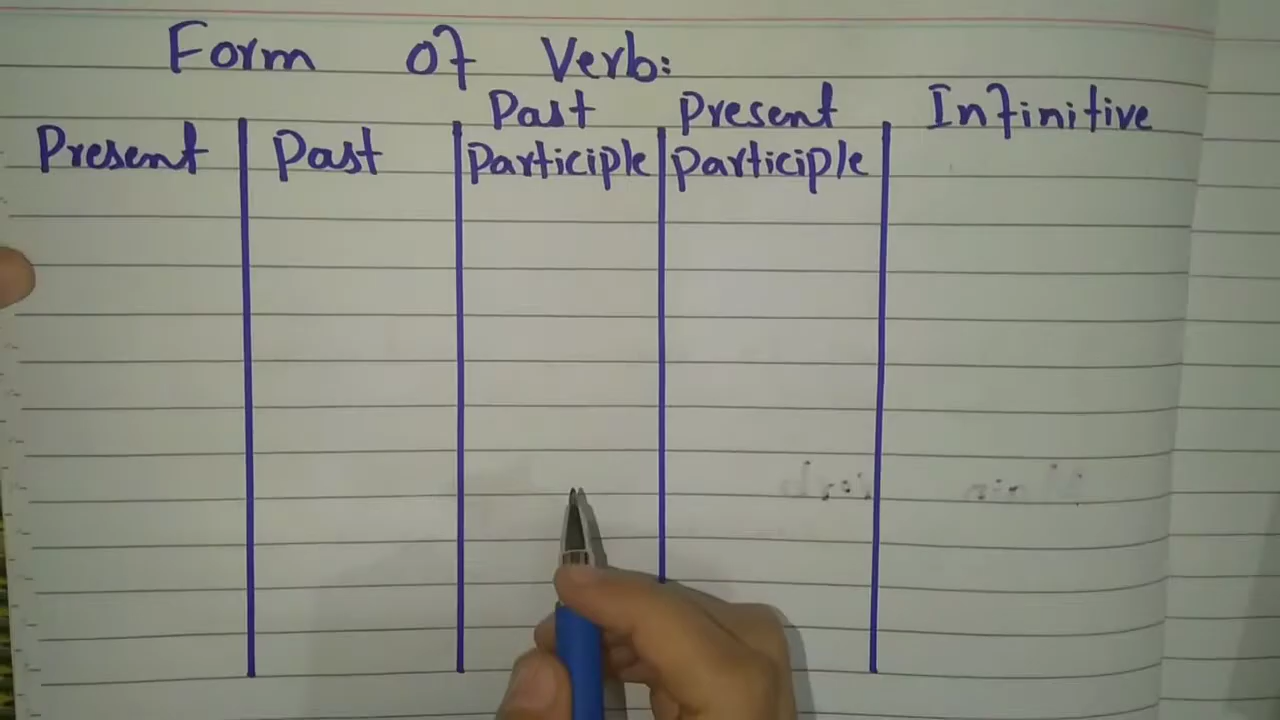 Form of Verb:
Past Present Infinitive
Present Past Participle Participle